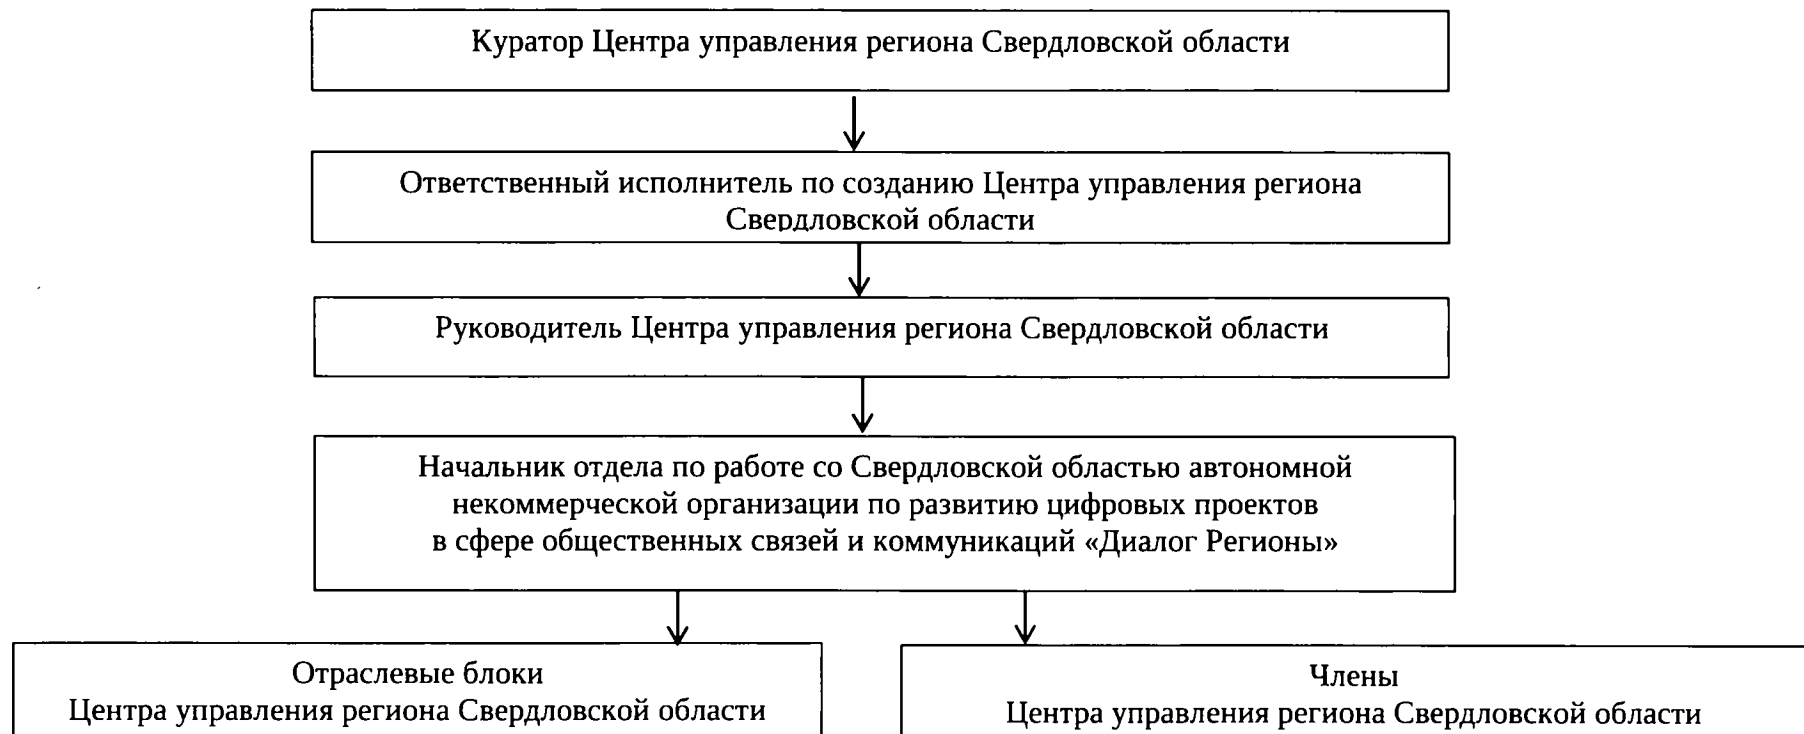 Куратор Центра управления региона Свердловской области
Ответственный исполнитель по созданию Центра управления региона
Свердловской области
Руководитель Центра управления региона Свердловской области
Начальник отдела по работе со Свердловской областью автономной
некоммерческой организации по развитию цифровых проектов
в сфере общественных связей и коммуникаций «Диалог Регионы»
Отраслевые блоки
Центра управления региона Свердловской области
Члены
Центра управления региона Свердловской области